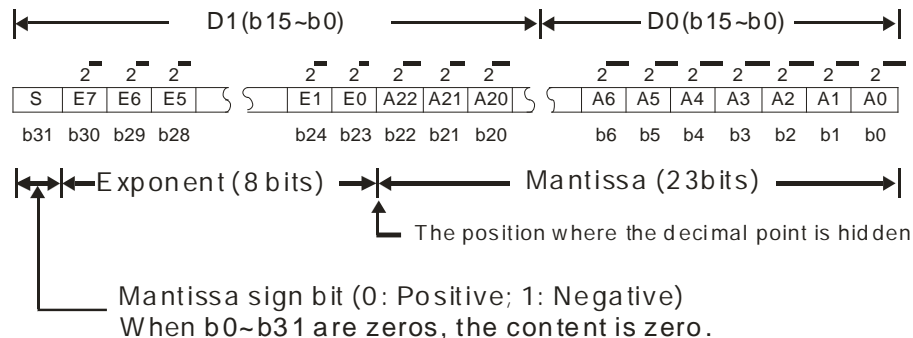 D1(b15~b0) D0(b15~b0)
2 2 2 2 2 2 2 2 2 2 2 2 2 2 2 2
S E7 E6 E5 E1 E0 A22 A21 A20 A6 A5 A4 A3 A2 A1 A0
b31 b30 b29 b28 b24 b23 b22 b21 b20 b6 b5 b4 b3 b2 b1 b0
Exponent (8 bits) Mantissa (23bits)
The position where the decimal point is hidden
Mantissa sign bit (0: Positive; 1: Negative)
When b0~b31 are zeros, the content is zero.